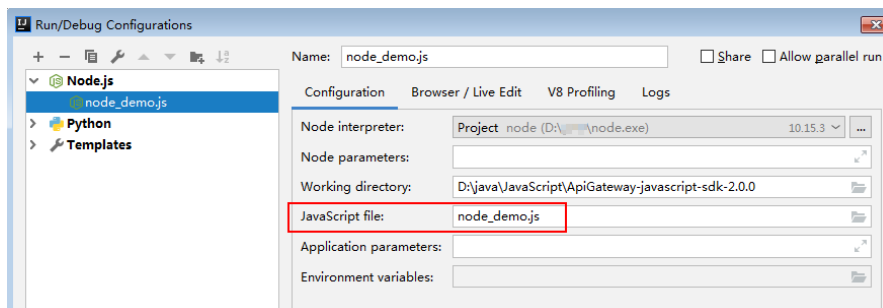 Run/Debug Configurations
Name: node_demo.js Share Allow parallel run
Node.js
node_demo.js
Python
Templates
Configuration Browser / Live Edit V8 Profiling Logs
Node interpreter: Project node (D:\ \node.exe) 10.15.3 ...
Node parameters:
Working directory: D:\java\JavaScript\ApiGateway-javascript-sdk-2.0.0
JavaScript file: node_demo.js
Application parameters:
Environment variables: